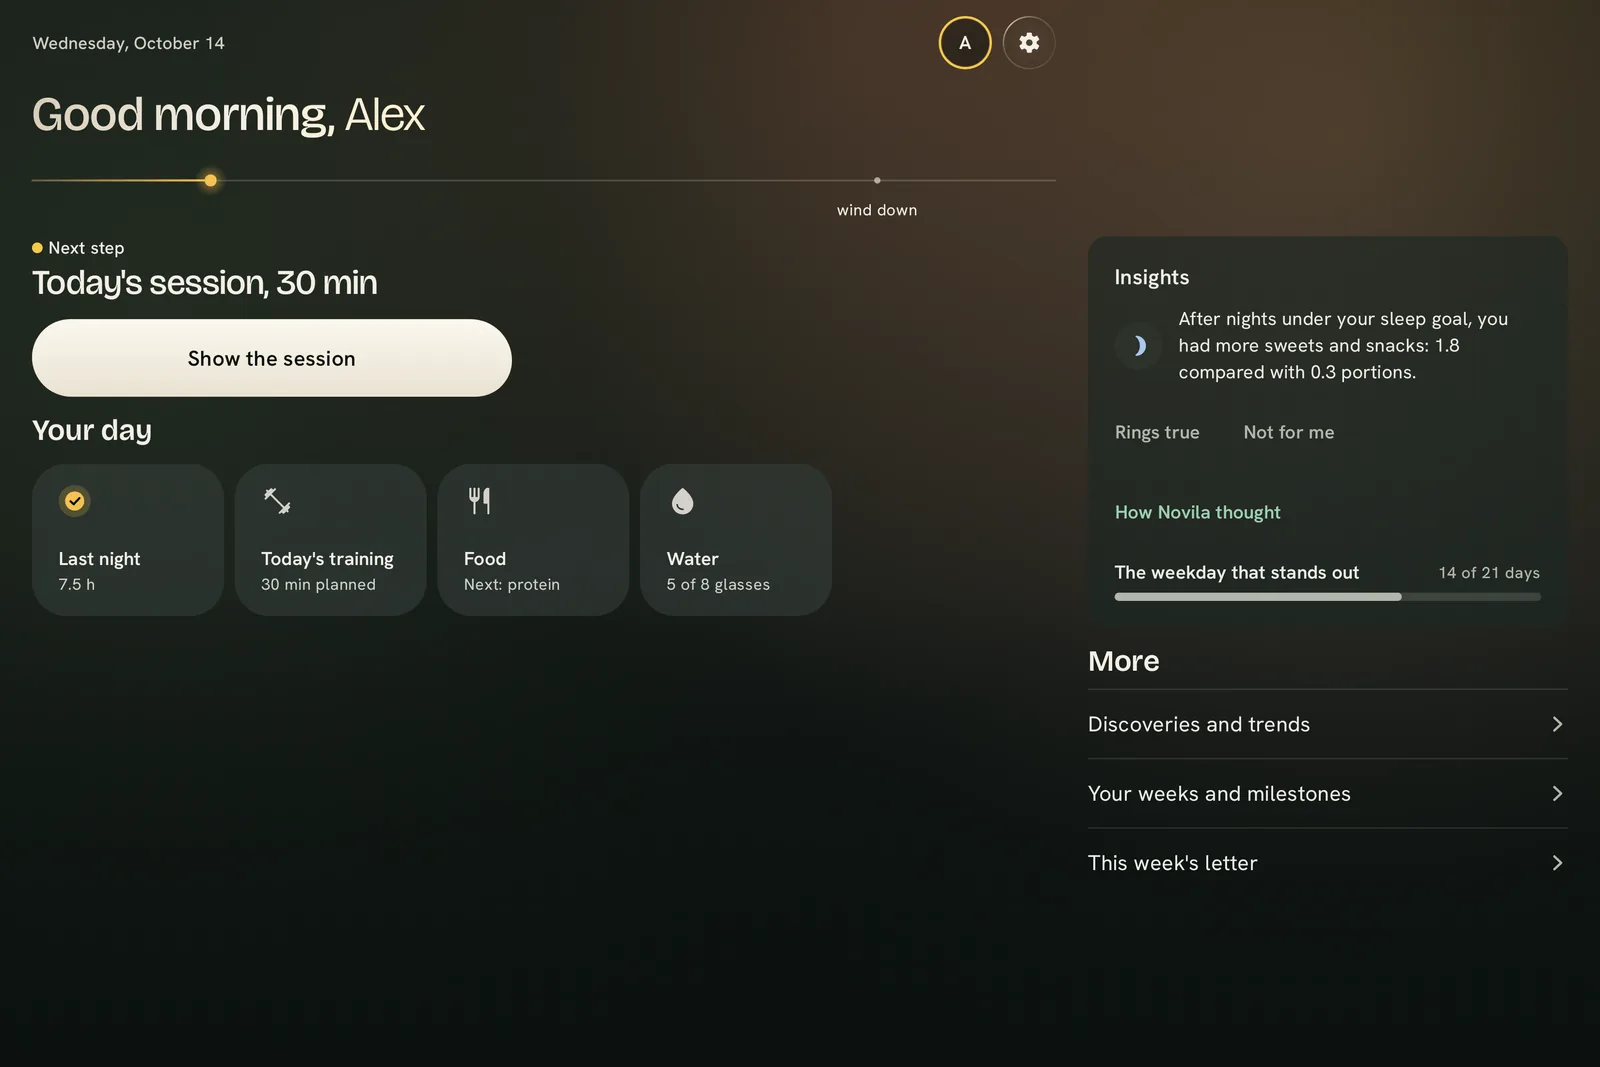 Wednesday, October 14
A
Good morning, Alex
wind down
Next step
Today's session, 30 min
Show the session
Your day
Last night
7.5 h
Today's training
30 min planned
Food
Next: protein
Water
5 of 8 glasses
Insights
After nights under your sleep goal, you
had more sweets and snacks: 1.8
compared with 0.3 portions.
Rings true
Not for me
How Novila thought
The weekday that stands out
14 of 21 days
More
Discoveries and trends
Your weeks and milestones
This week's letter